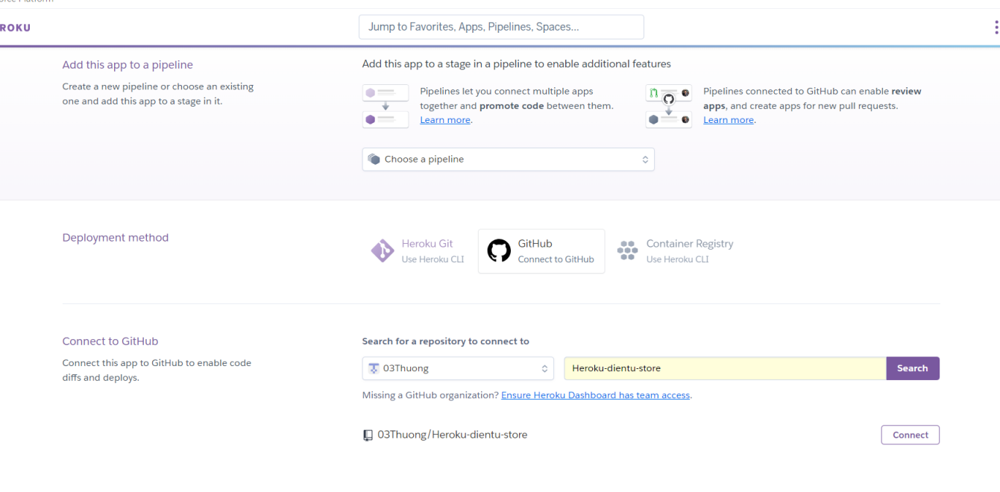 ROKU
Jump to Favorites, Apps, Pipelines, Spaces...
Add this app to a pipeline
Create a new pipeline or choose an existing
one and add this app to a stage in it.
Add this app to a stage in a pipeline to enable additional features
Pipelines let you connect multiple apps
together and promote code between them.
Learn more.
Pipelines connected to GitHub can enable review
apps, and create apps for new pull requests.
Learn more.
Choose a pipeline
Deployment method
Heroku Git
Use Heroku CLI
GitHub
Connect to GitHub
Container Registry
Use Heroku CLI
Connect to GitHub
Connect this app to GitHub to enable code
diffs and deploys.
Search for a repository to connect to
03Thuong
Heroku-dientu-store
Search
Missing a GitHub organization? Ensure Heroku Dashboard has team access.
03Thuong/Heroku-dientu-store
Connect